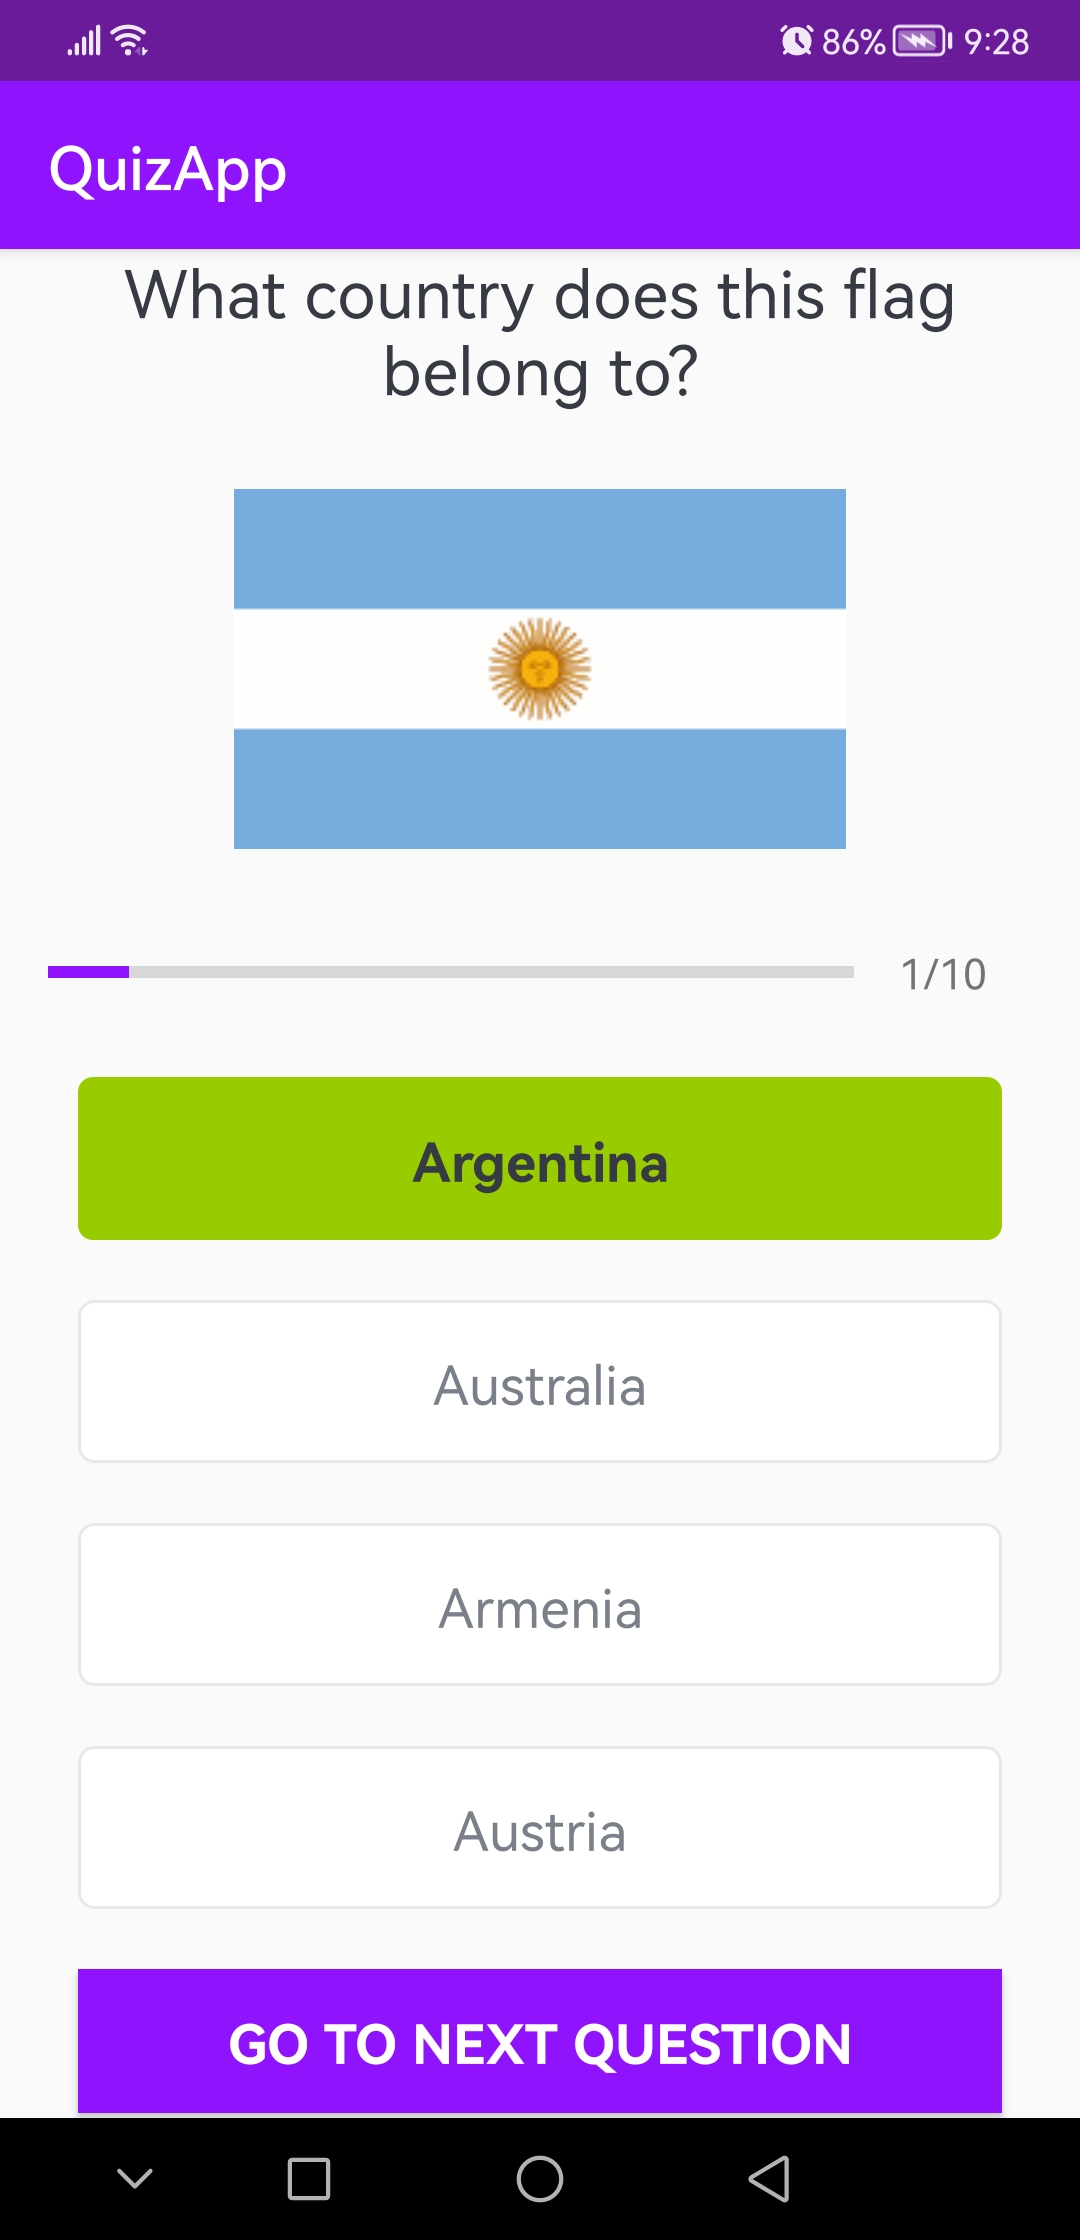 86% 9:28
QuizApp
What country does this flag
belong to?
1/10
Argentina
Australia
Armenia
Austria
GO TO NEXT QUESTION